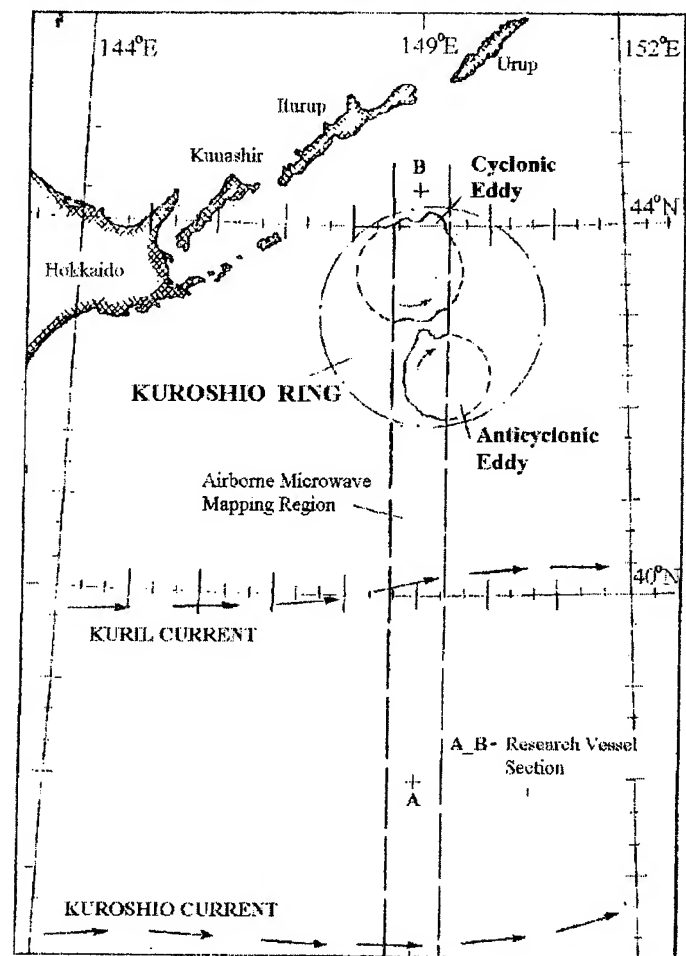 144°E
149°E
152°E
Urup
Iturup
Kunashir
B
Cyclonic
Eddy
44°N
Hokkaido
KUROSHIO RING
Anticyclonic
Eddy
Airborne Microwave
Mapping Region
40°N
KURIL CURRENT
A_B - Research Vessel
Section
A
KUROSHIO CURRENT